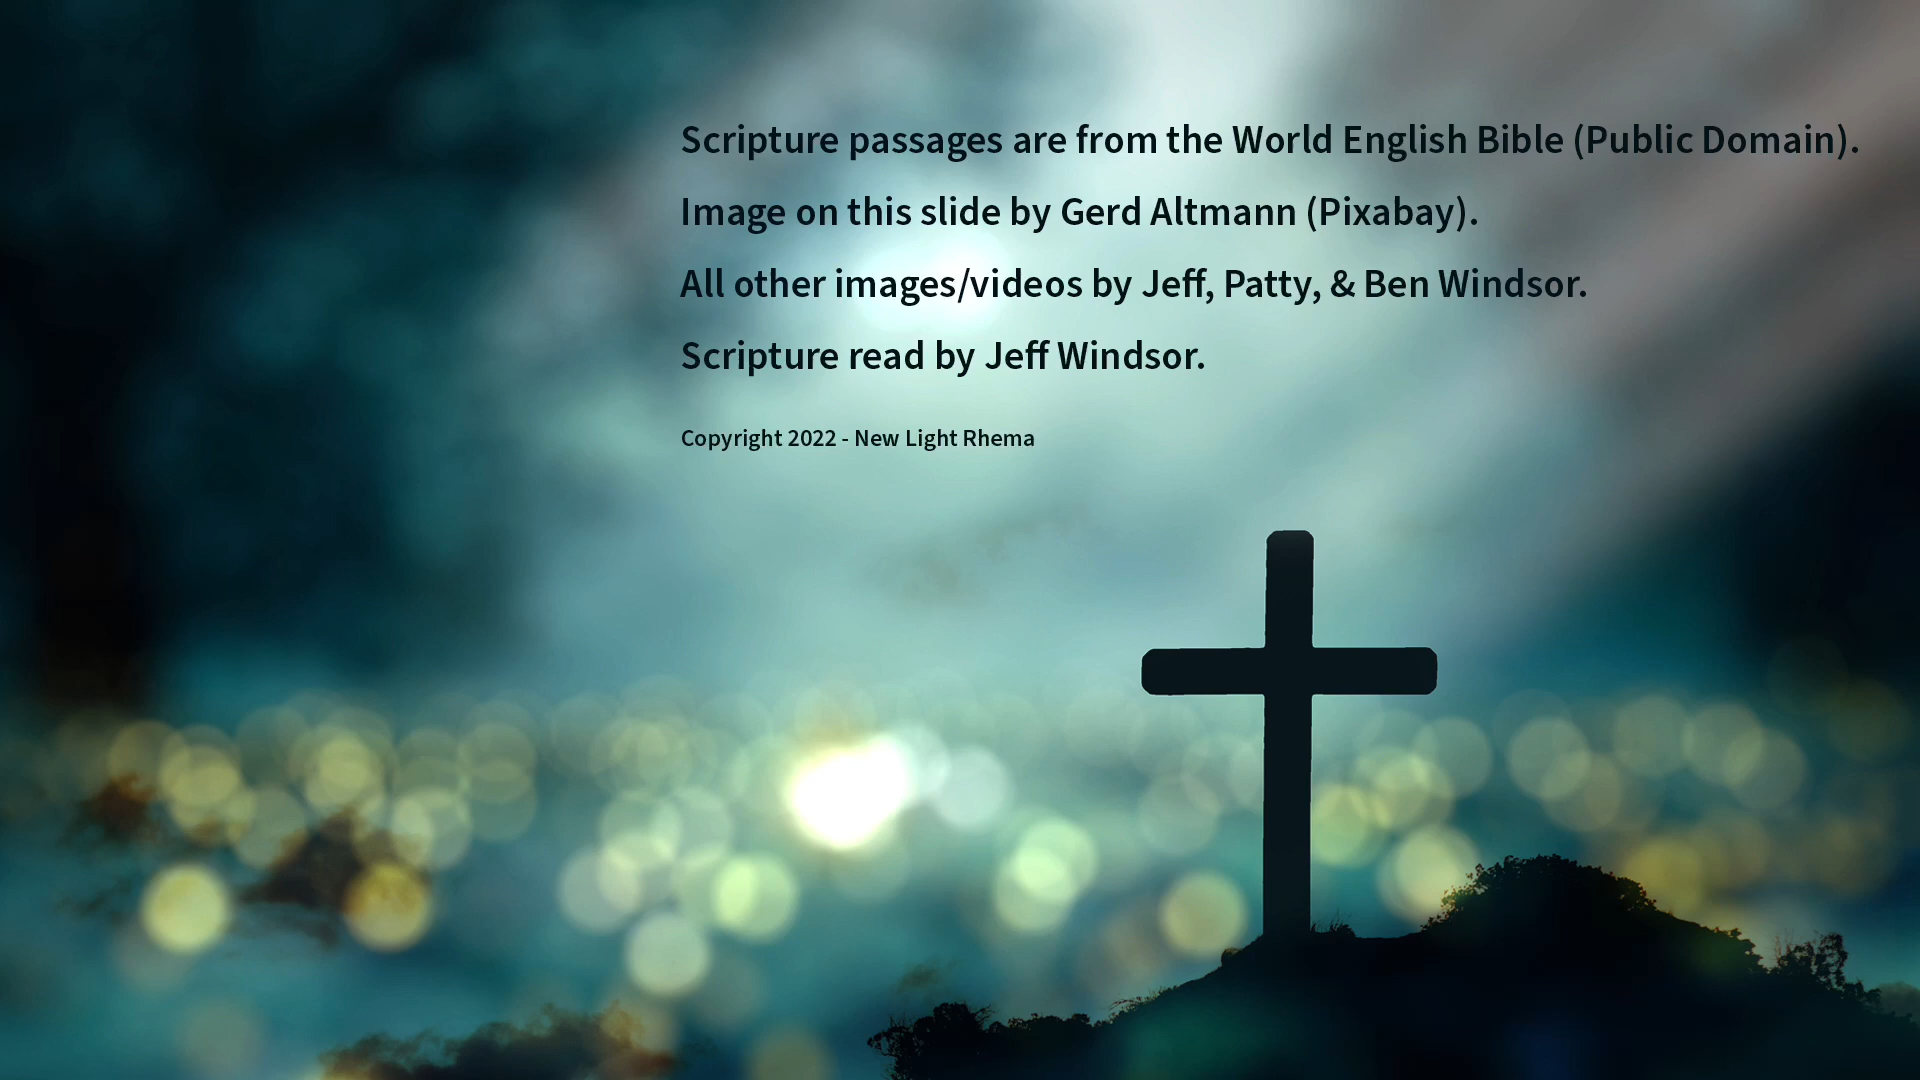 Scripture passages are from the World English Bible (Public Domain).
Image on this slide by Gerd Altmann (Pixabay).
All other images/videos by Jeff, Patty, & Ben Windsor.
Scripture read by Jeff Windsor.
Copyright 2022 - New Light Rhema